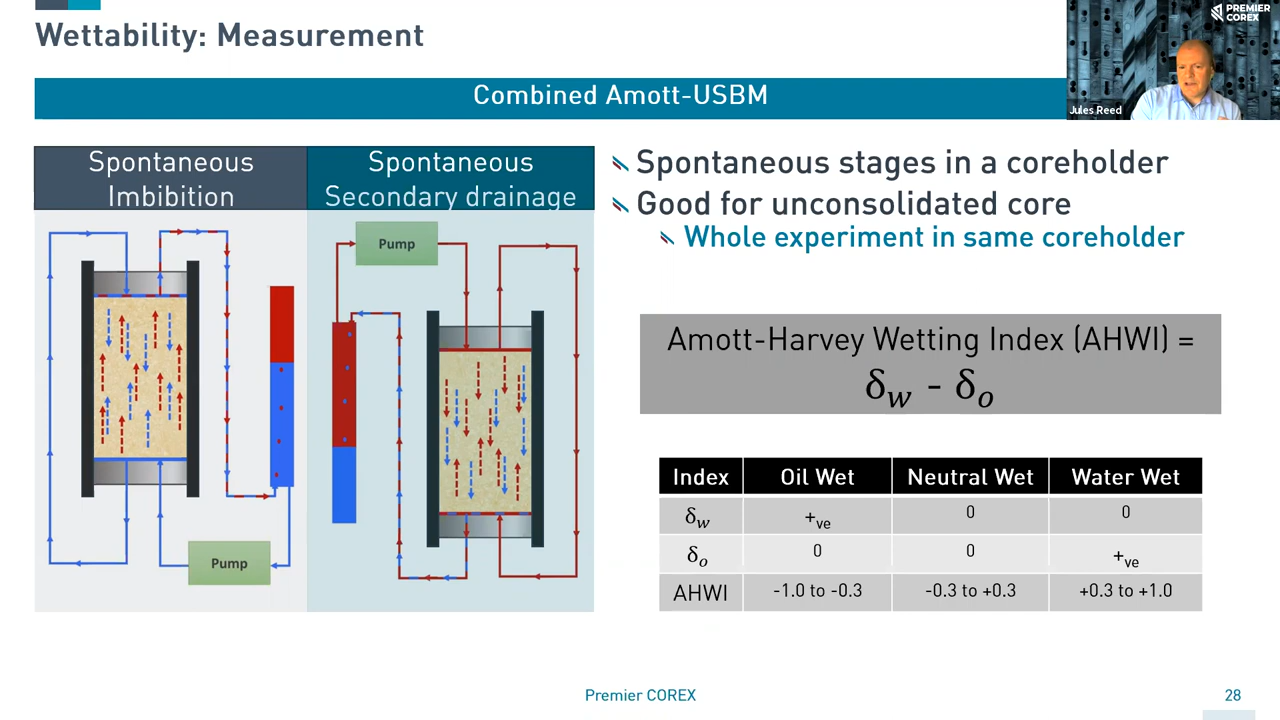 Wettability: Measurement
PREMIER
COREX
Jules Reed
Combined Amott-USBM
Spontaneous
Imbibition
Spontaneous
Secondary drainage
Pump
Pump
Spontaneous stages in a coreholder
Good for unconsolidated core
Whole experiment in same coreholder
Amott-Harvey Wetting Index (AHWI) =
δw - δo
Index Oil Wet Neutral Wet Water Wet
δw +ve 0 0
δo 0 0 +ve
AHWI -1.0 to -0.3 -0.3 to +0.3 +0.3 to +1.0
Premier COREX
28